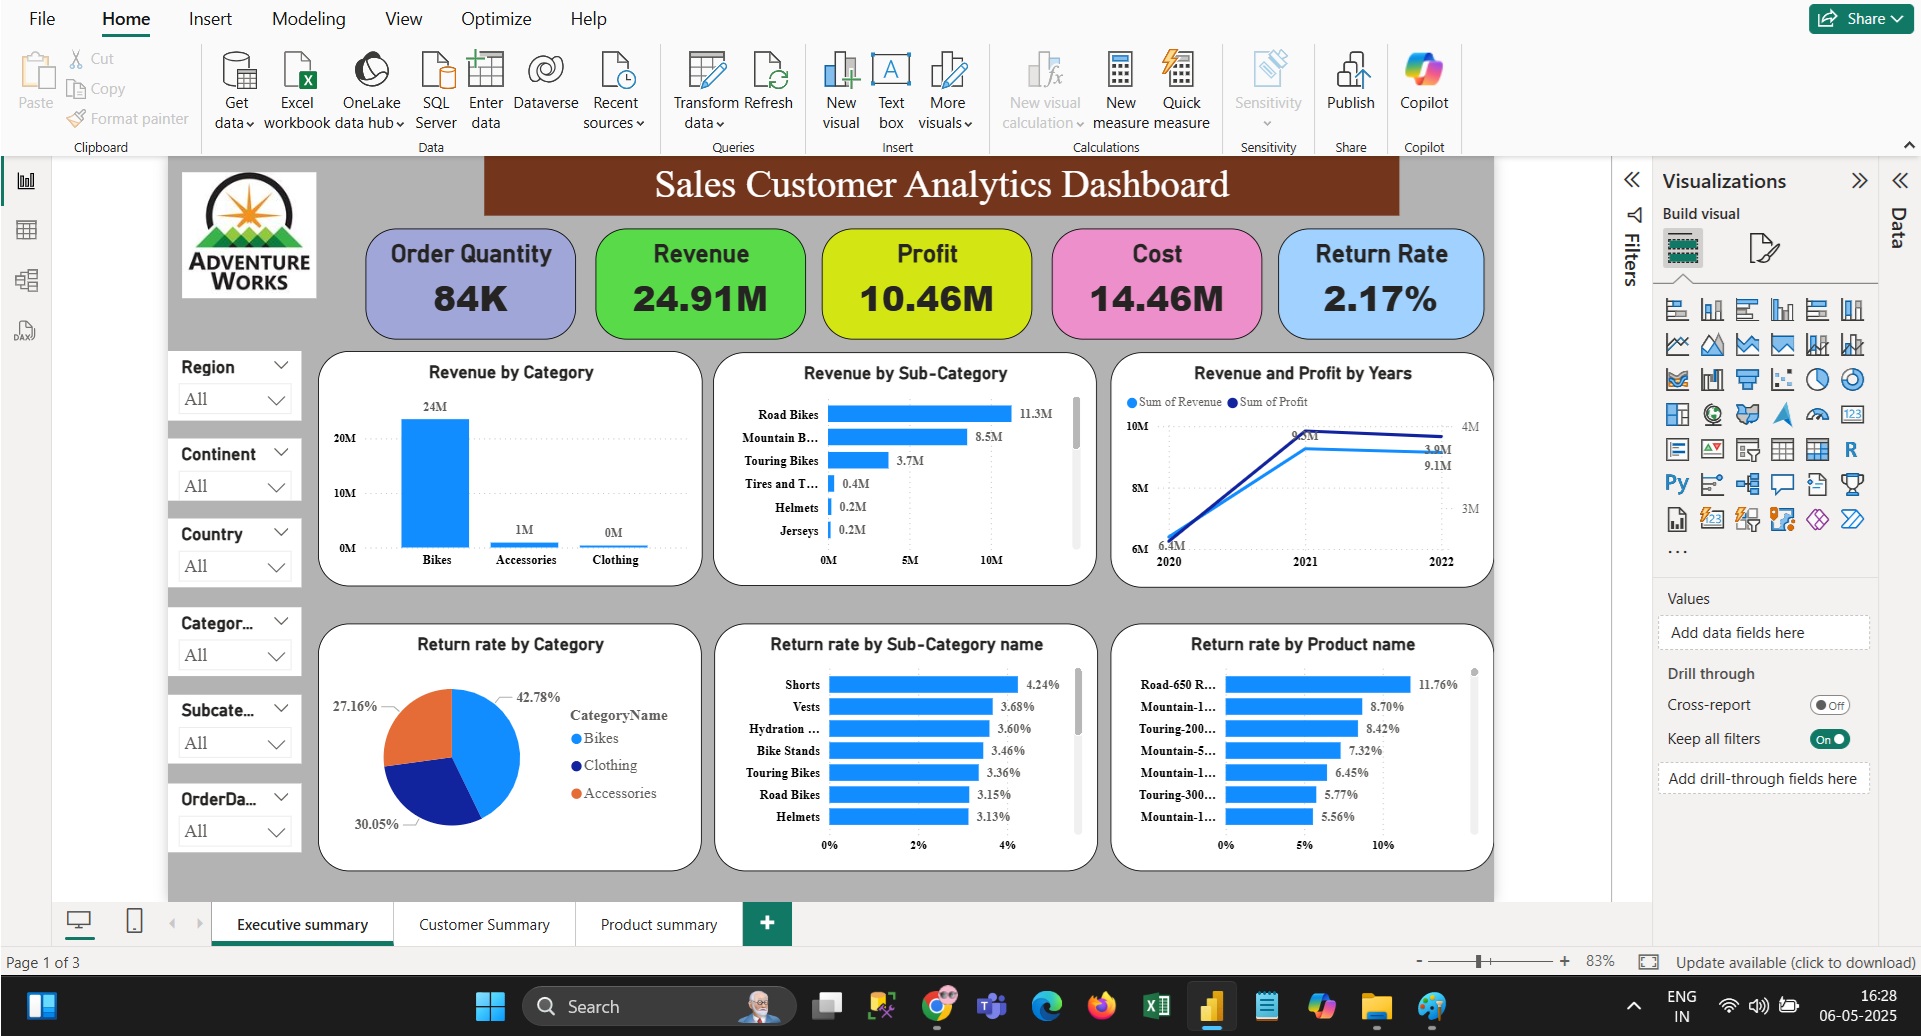 File Home Insert Modeling View Optimize Help Share
Paste
Cut
Copy
Format painter
Clipboard
Get data
Excel workbook
OneLake data hub
SQL Server
Enter data
Dataverse
Recent sources
Data
Transform data
Refresh
Queries
New visual
Text box
More visuals
Insert
New visual calculation
New measure
Quick measure
Calculations
Sensitivity
Sensitivity
Publish
Share
Copilot
Copilot
ADVENTURE
WORKS
Sales Customer Analytics Dashboard
Order Quantity
84K
Revenue
24.91M
Profit
10.46M
Cost
14.46M
Return Rate
2.17%
Region
All
Continent
All
Country
All
Categor...
All
Subcate...
All
OrderDa...
All
Revenue by Category
24M
20M
1M
0M
10M
0M
Bikes Accessories Clothing
Revenue by Sub-Category
Road Bikes 11.3M
Mountain B... 8.5M
Touring Bikes 3.7M
Tires and T... 0.4M
Helmets 0.2M
Jerseys 0.2M
0M 5M 10M
Revenue and Profit by Years
Sum of Revenue Sum of Profit
10M 4M
9.5M
3.9M
9.1M
8M
3M
6M 6.4M
2020 2021 2022
Return rate by Category
42.78%
27.16%
30.05%
CategoryName
Bikes
Clothing
Accessories
Return rate by Sub-Category name
Shorts 4.24%
Vests 3.68%
Hydration ... 3.60%
Bike Stands 3.46%
Touring Bikes 3.36%
Road Bikes 3.15%
Helmets 3.13%
0% 2% 4%
Return rate by Product name
Road-650 R... 11.76%
Mountain-1... 8.70%
Touring-200... 8.42%
Mountain-5... 7.32%
Mountain-1... 6.45%
Touring-300... 5.77%
Mountain-1... 5.56%
0% 5% 10%
Filters
Visualizations
Build visual
123
R
Py
123
...
Values
Add data fields here
Drill through
Cross-report Off
Keep all filters On
Add drill-through fields here
Data
DAX
Executive summary Customer Summary Product summary +
Page 1 of 3 - + 83% Update available (click to download)
Search
ENG
IN
16:28
06-05-2025